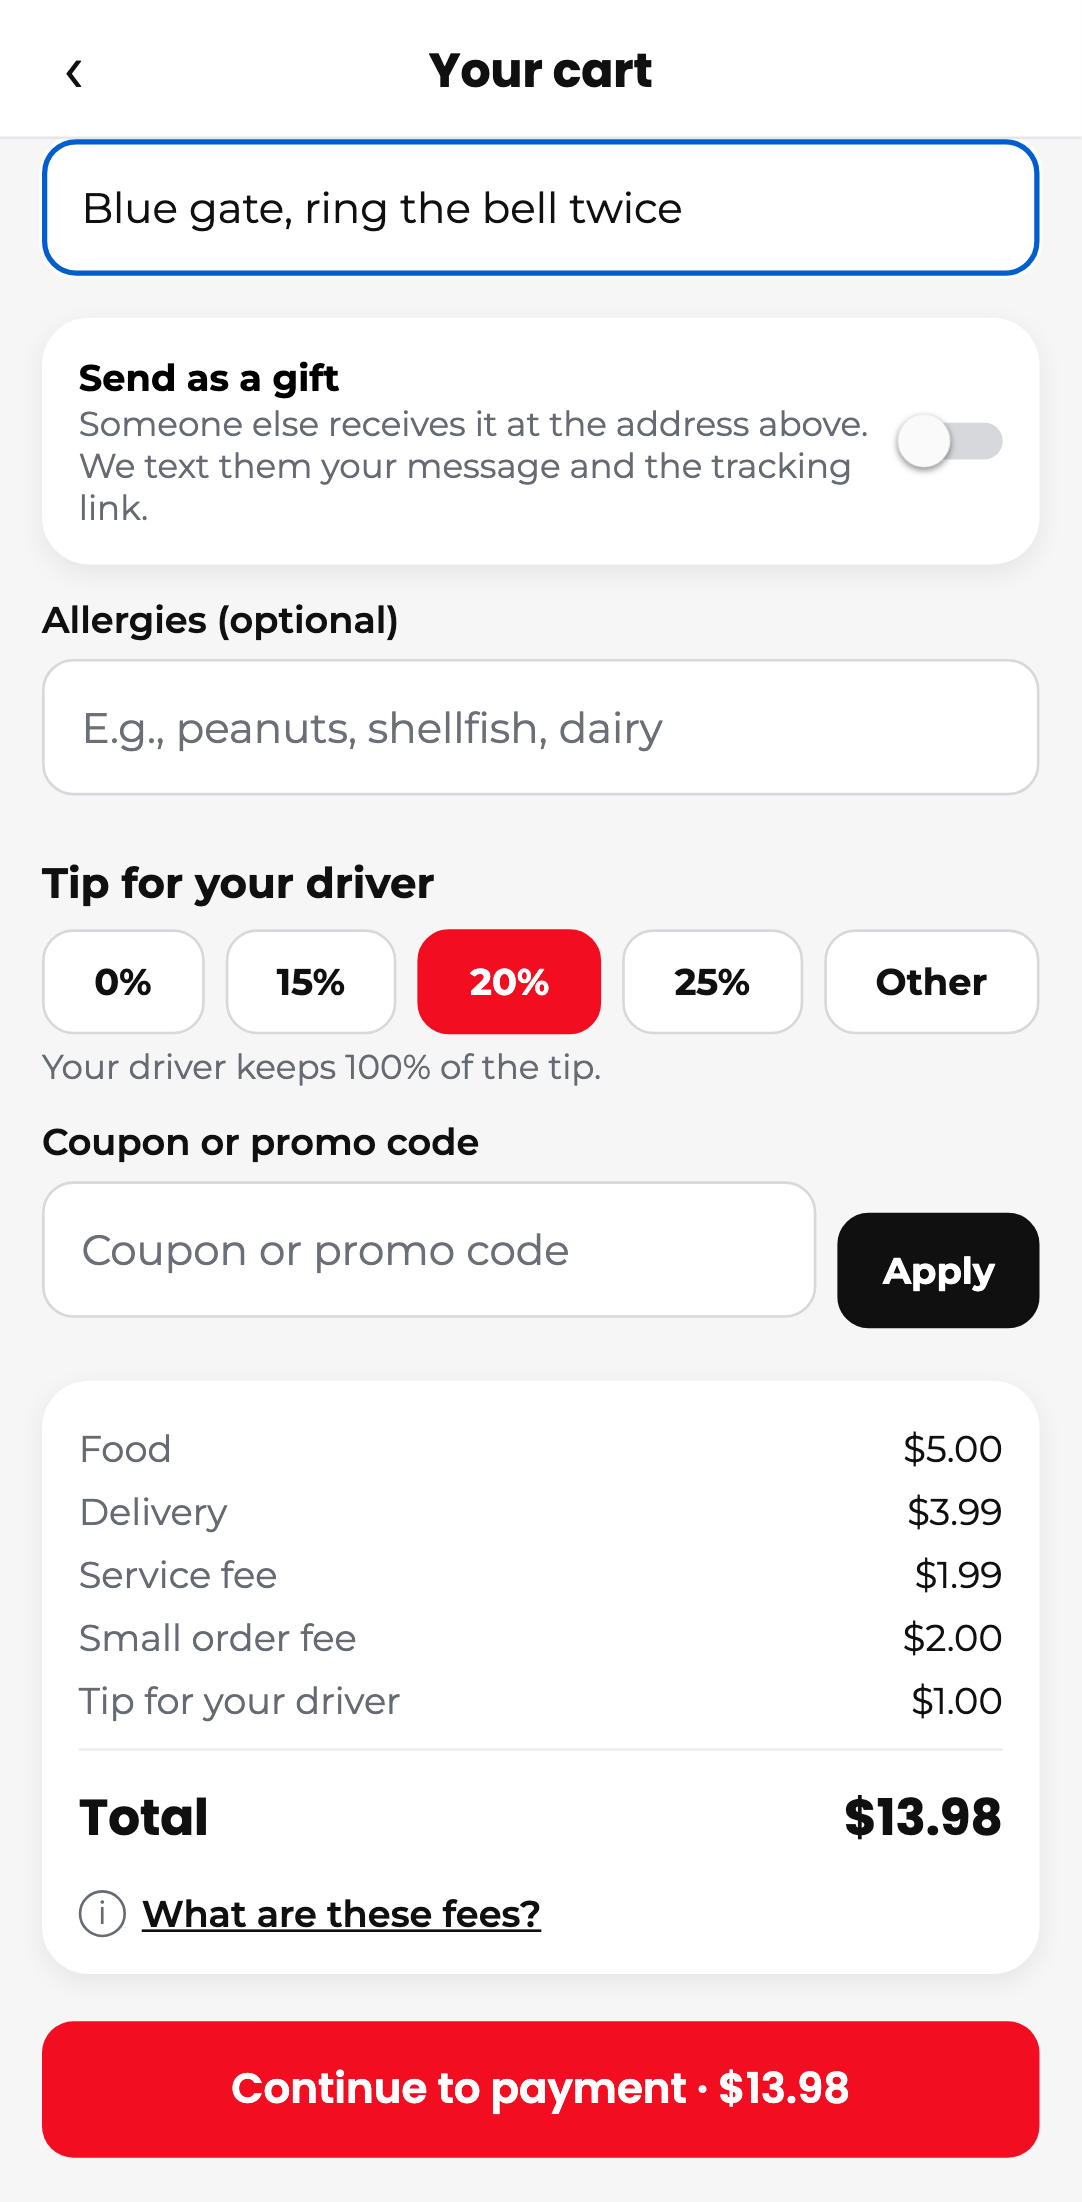 Your cart
Blue gate, ring the bell twice
Send as a gift
Someone else receives it at the address above.
We text them your message and the tracking
link.
Allergies (optional)
E.g., peanuts, shellfish, dairy
Tip for your driver
0% 15% 20% 25% Other
Your driver keeps 100% of the tip.
Coupon or promo code
Coupon or promo code Apply
Food $5.00
Delivery $3.99
Service fee $1.99
Small order fee $2.00
Tip for your driver $1.00
Total $13.98
What are these fees?
Continue to payment · $13.98